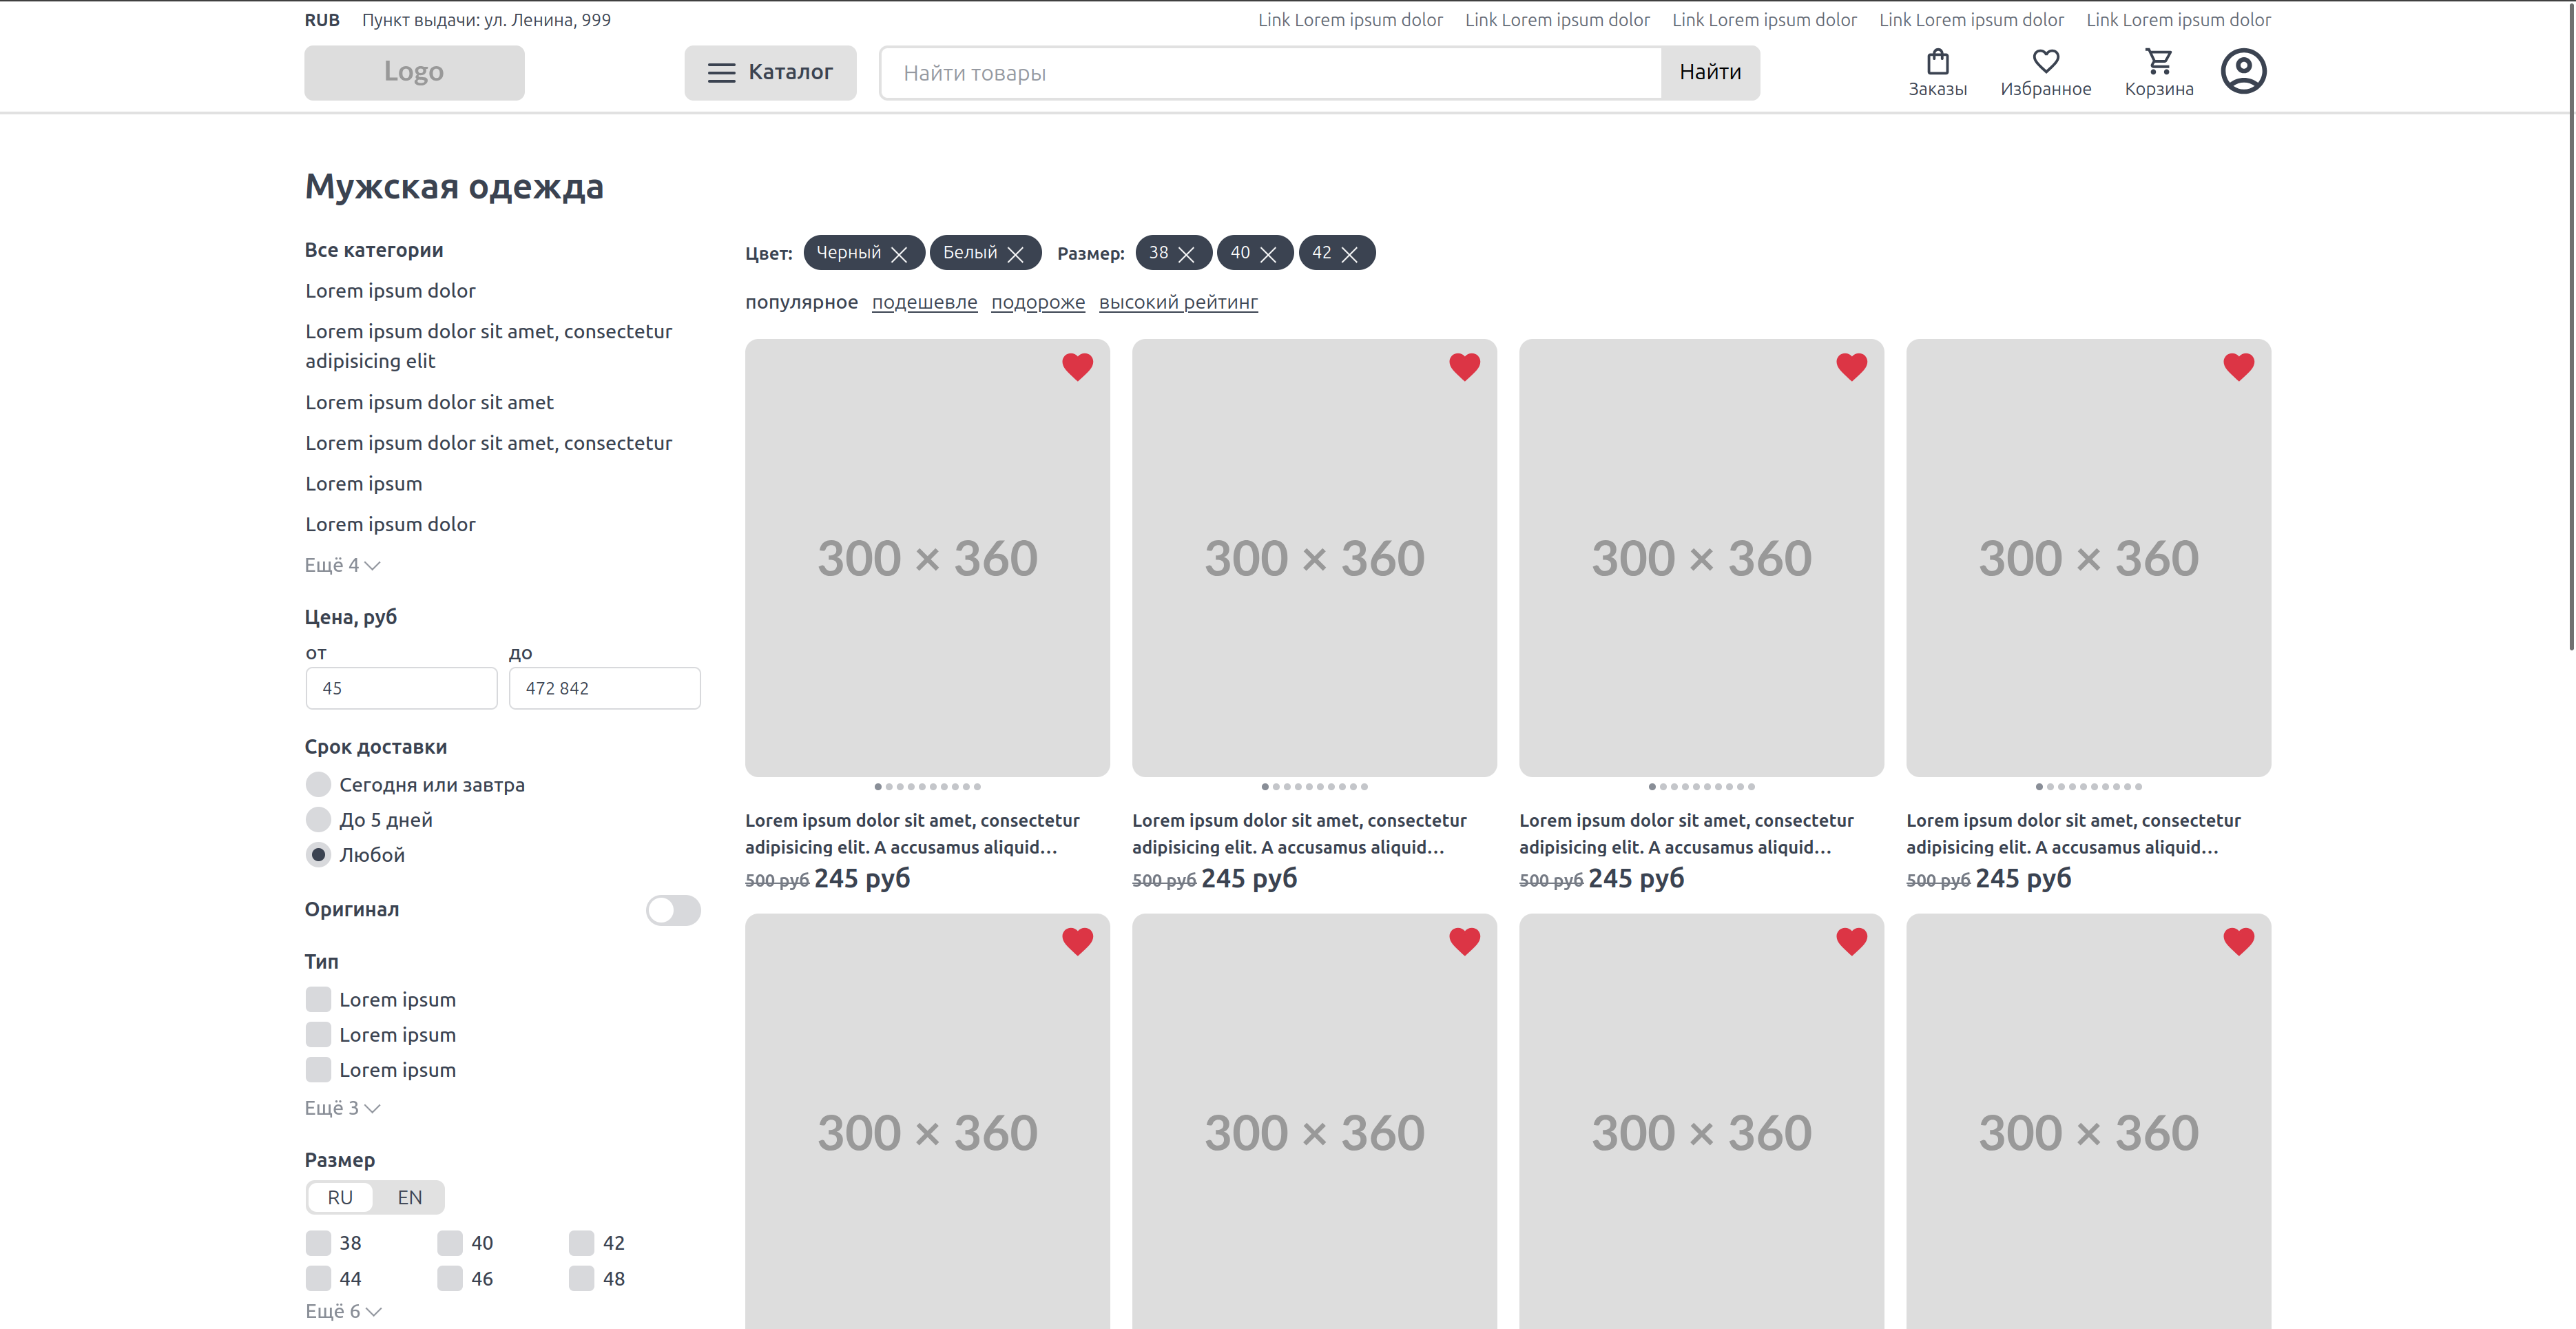 RUB Пункт выдачи: ул. Ленина, 999 Link Lorem ipsum dolor Link Lorem ipsum dolor Link Lorem ipsum dolor Link Lorem ipsum dolor Link Lorem ipsum dolor
Logo Каталог Найти товары Найти
Заказы Избранное Корзина
Мужская одежда
Все категории
Lorem ipsum dolor
Lorem ipsum dolor sit amet, consectetur
adipisicing elit
Lorem ipsum dolor sit amet
Lorem ipsum dolor sit amet, consectetur
Lorem ipsum
Lorem ipsum dolor
Ещё 4
Цена, руб
от до
45 472 842
Срок доставки
Сегодня или завтра
До 5 дней
Любой
Оригинал
Тип
Lorem ipsum
Lorem ipsum
Lorem ipsum
Ещё 3
Размер
RU EN
38 40 42
44 46 48
Ещё 6
Цвет: Черный Белый Размер: 38 40 42
популярное подешевле подороже высокий рейтинг
300 × 360 300 × 360 300 × 360 300 × 360
Lorem ipsum dolor sit amet, consectetur Lorem ipsum dolor sit amet, consectetur Lorem ipsum dolor sit amet, consectetur Lorem ipsum dolor sit amet, consectetur
adipisicing elit. A accusamus aliquid… adipisicing elit. A accusamus aliquid… adipisicing elit. A accusamus aliquid… adipisicing elit. A accusamus aliquid…
500 руб 245 руб 500 руб 245 руб 500 руб 245 руб 500 руб 245 руб
300 × 360 300 × 360 300 × 360 300 × 360